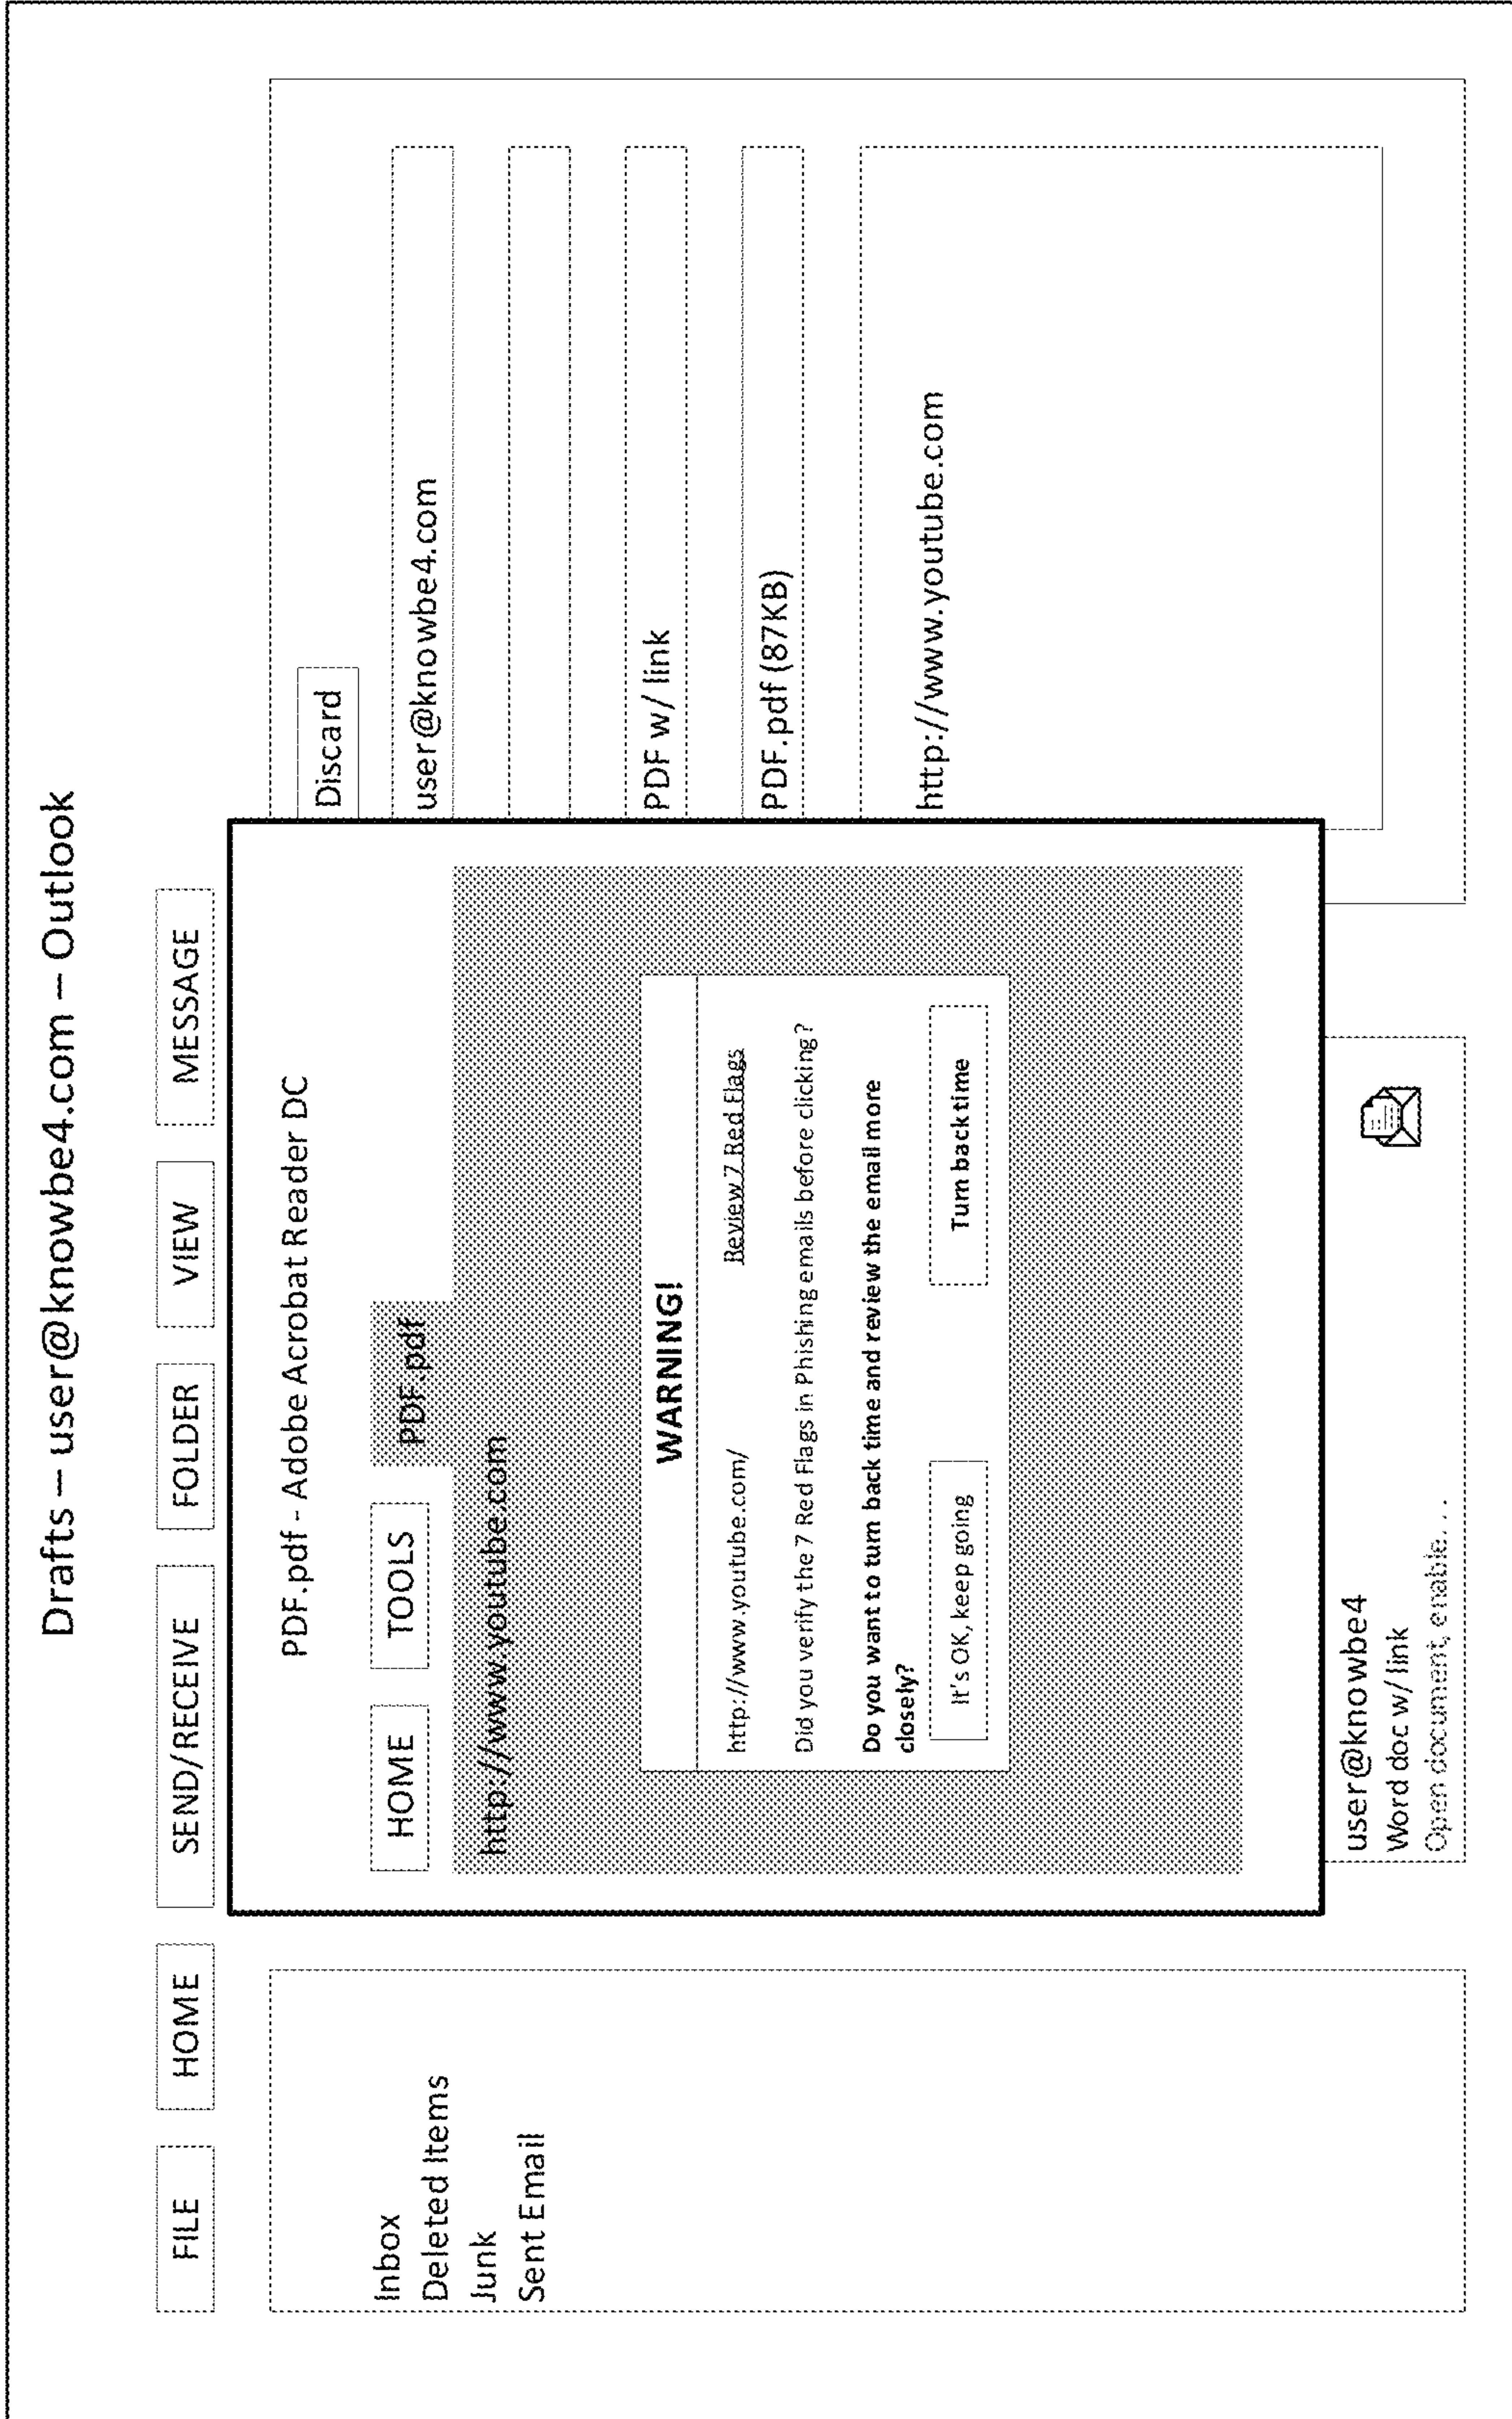 Drafts – user@knowbe4.com – Outlook
FILE HOME SEND/RECEIVE FOLDER VIEW MESSAGE
Inbox
Deleted Items
Junk
Sent Email
PDF.pdf - Adobe Acrobat Reader DC
HOME TOOLS PDF.pdf
http://www.youtube.com
WARNING!
http://www.youtube.com/ Review 7 Red Flags
Did you verify the 7 Red Flags in Phishing emails before clicking?
Do you want to turn back time and review the email more
closely?
It's OK, keep going Turn back time
user@knowbe4
Word doc w/ link
Open document, enable. . .
Discard
user@knowbe4.com
PDF w/ link
PDF.pdf (87KB)
http://www.youtube.com